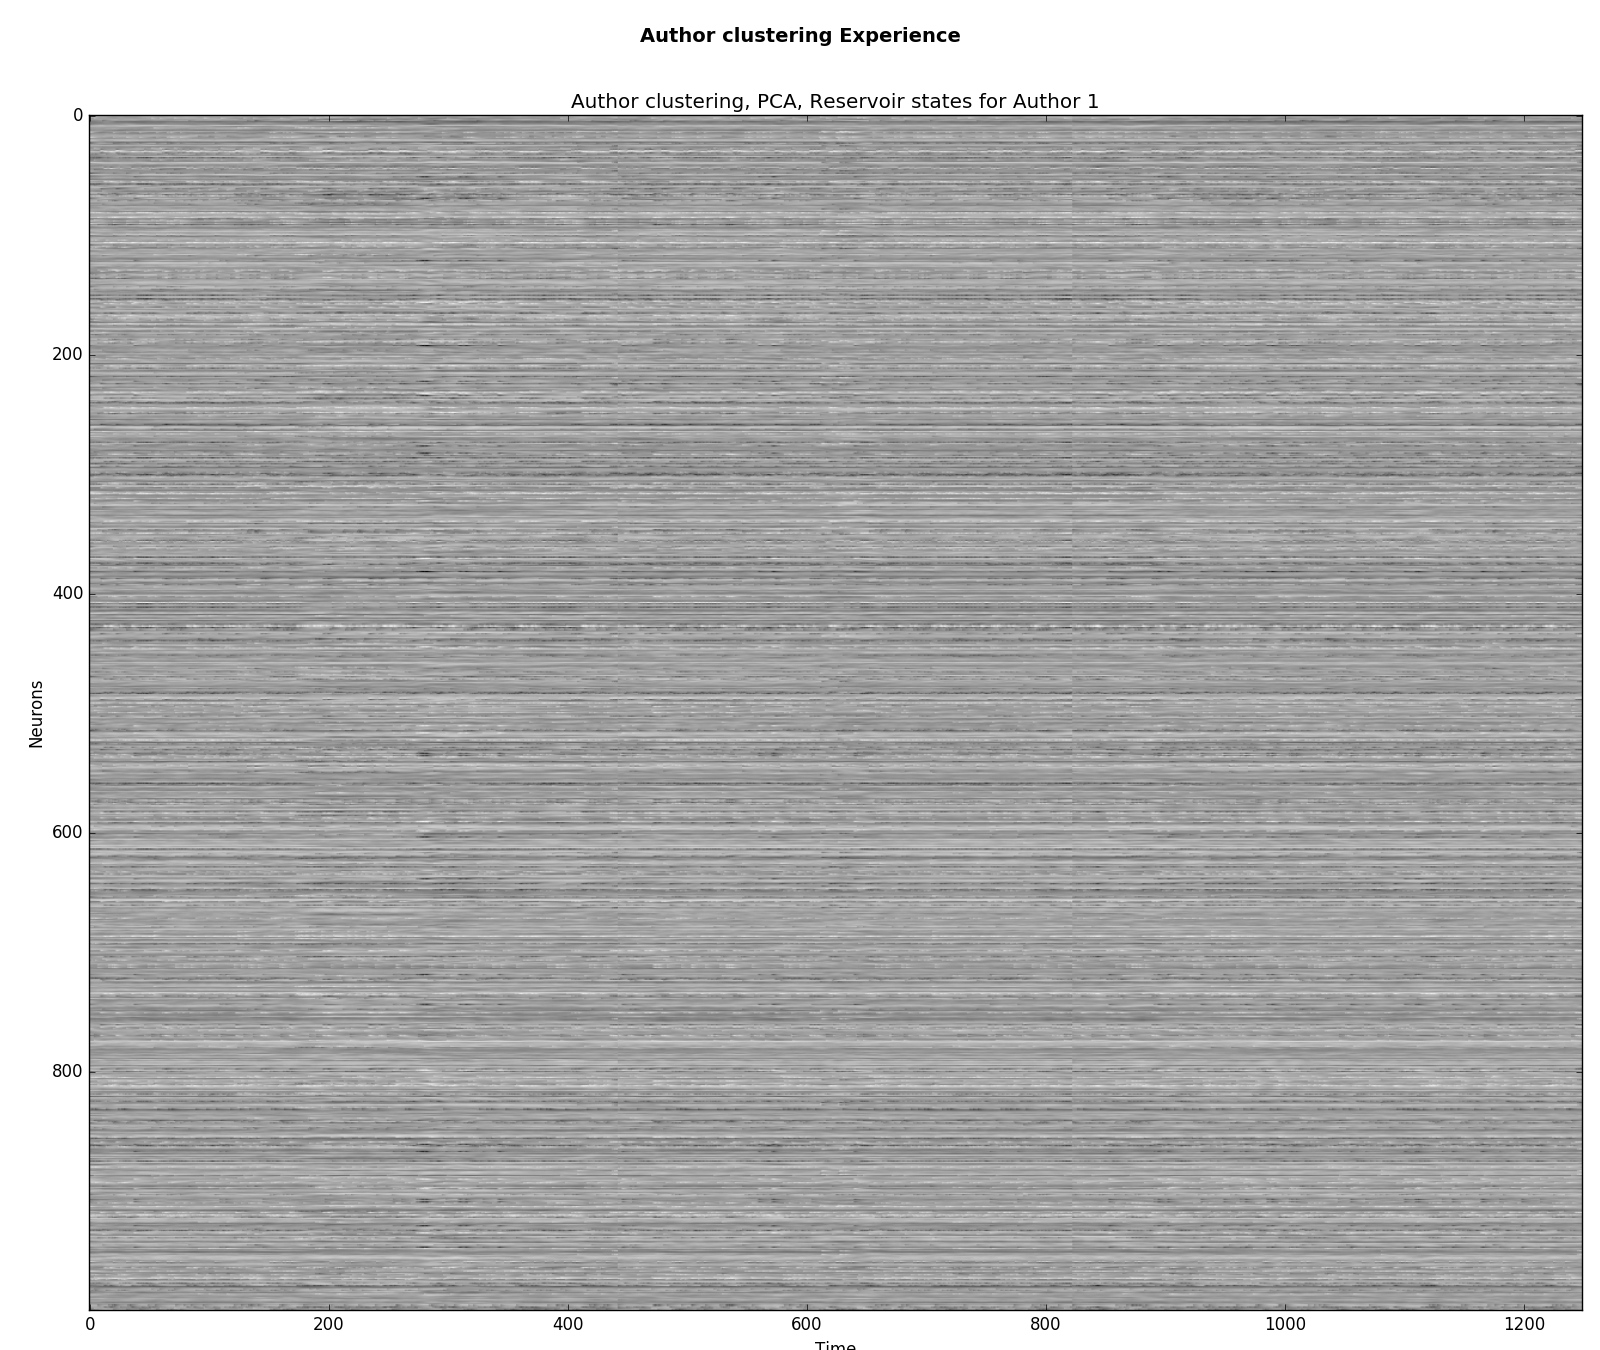 Author clustering Experience
Author clustering, PCA, Reservoir states for Author 1
0
200
400
600
800
Neurons
0 200 400 600 800 1000 1200
Time